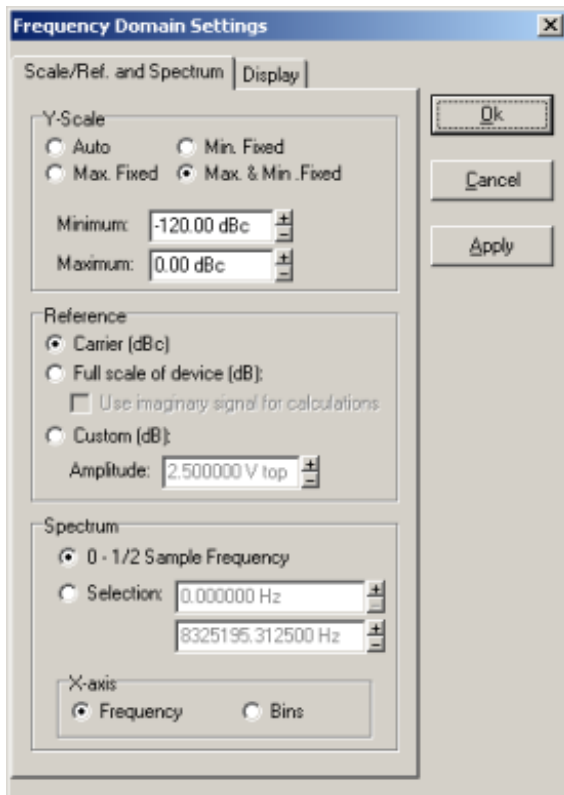 Frequency Domain Settings
Scale/Ref. and Spectrum Display
Ok
Cancel
Apply
Y-Scale
Auto Min. Fixed
Max. Fixed Max. & Min .Fixed
Minimum: -120.00 dBc
Maximum: 0.00 dBc
Reference
Carrier (dBc)
Full scale of device (dB):
Use imaginary signal for calculations
Custom (dB):
Amplitude: 2.500000 V top
Spectrum
0 - 1/2 Sample Frequency
Selection: 0.000000 Hz
8325195.312500 Hz
X-axis
Frequency Bins